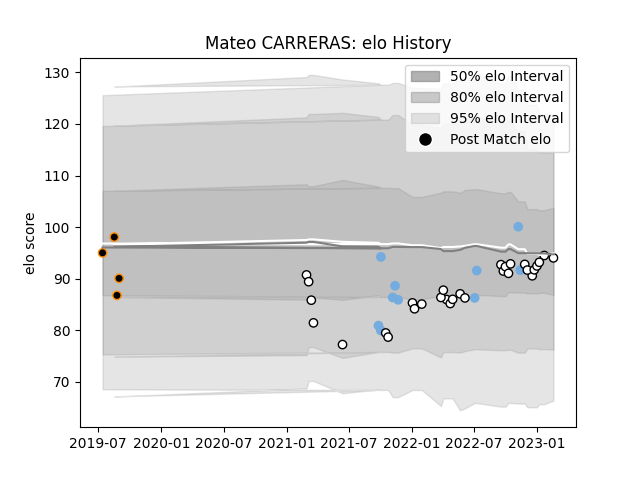 Mateo CARRERAS: elo History
50% elo Interval
80% elo Interval
95% elo Interval
Post Match elo
elo score
130
120
110
100
90
80
70
2019-07 2020-01 2020-07 2021-01 2021-07 2022-01 2022-07 2023-01